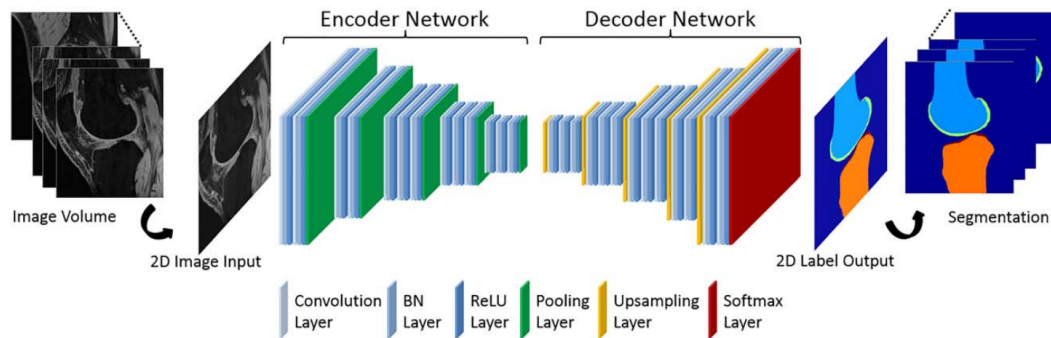 Encoder Network
Decoder Network
Image Volume
2D Image Input
2D Label Output
Segmentation
Convolution
Layer
BN
Layer
ReLU
Layer
Pooling
Layer
Upsampling
Layer
Softmax
Layer